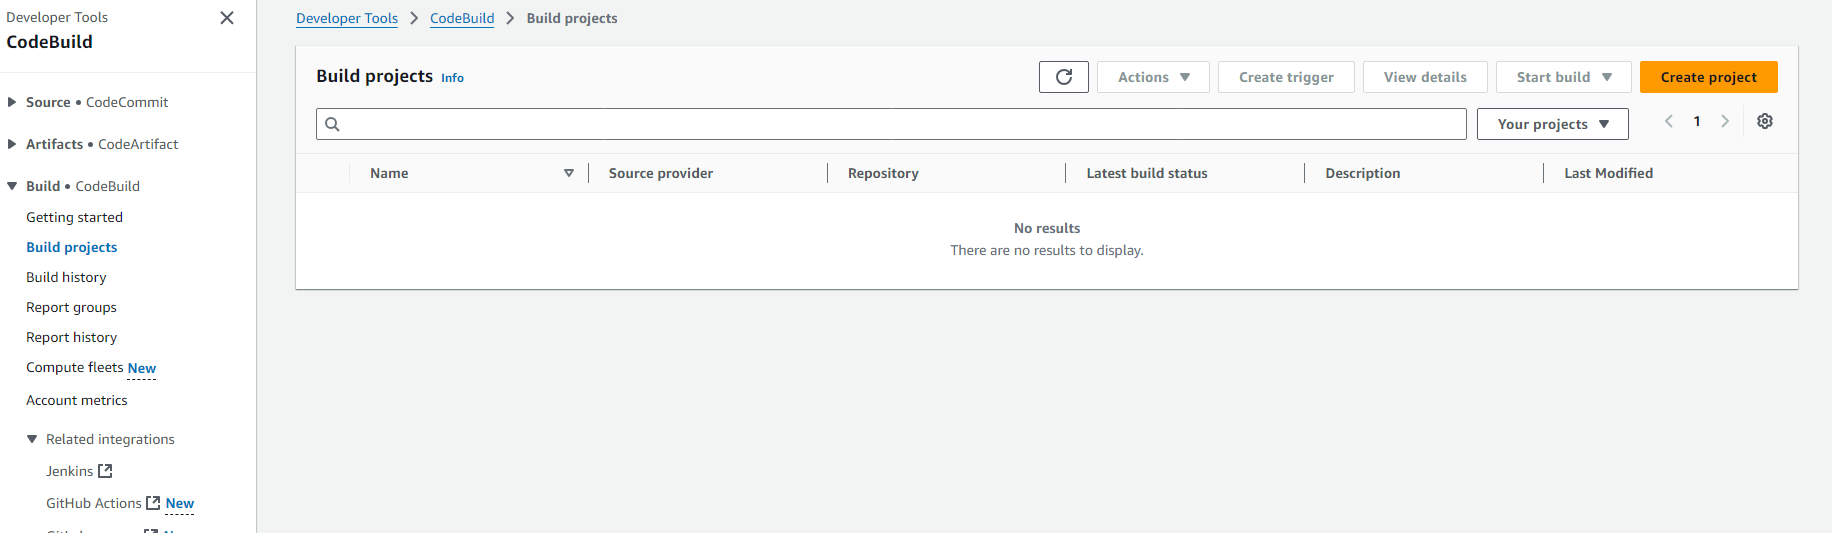 Developer Tools
CodeBuild
Source • CodeCommit
Artifacts • CodeArtifact
Build • CodeBuild
Getting started
Build projects
Build history
Report groups
Report history
Compute fleets New
Account metrics
Related integrations
Jenkins
GitHub Actions New
Developer Tools > CodeBuild > Build projects
Build projects Info
Actions
Create trigger
View details
Start build
Create project
Your projects
1
Name Source provider Repository Latest build status Description Last Modified
No results
There are no results to display.